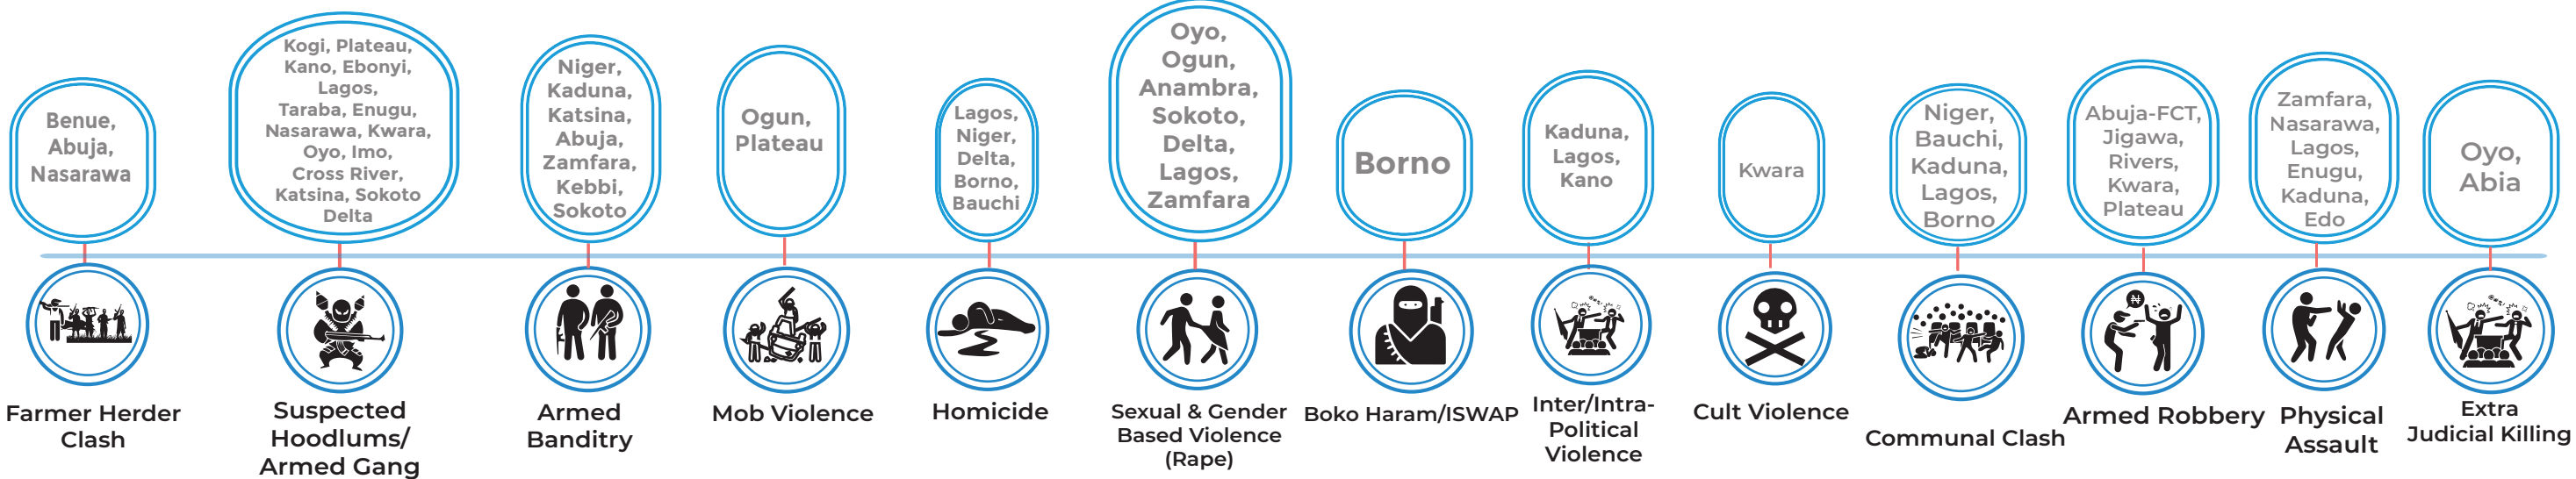 Benue,
Abuja,
Nasarawa
Farmer Herder
Clash
Kogi, Plateau,
Kano, Ebonyi,
Lagos,
Taraba, Enugu,
Nasarawa, Kwara,
Oyo, Imo,
Cross River,
Katsina, Sokoto
Delta
Suspected
Hoodlums/
Armed Gang
Niger,
Kaduna,
Katsina,
Abuja,
Zamfara,
Kebbi,
Sokoto
Armed
Banditry
Ogun,
Plateau
Mob Violence
Lagos,
Niger,
Delta,
Borno,
Bauchi
Homicide
Oyo,
Ogun,
Anambra,
Sokoto,
Delta,
Lagos,
Zamfara
Sexual & Gender
Based Violence
(Rape)
Borno
Boko Haram/ISWAP
Kaduna,
Lagos,
Kano
Inter/Intra-
Political
Violence
Kwara
Cult Violence
Niger,
Bauchi,
Kaduna,
Lagos,
Borno
Communal Clash
Abuja-FCT,
Jigawa,
Rivers,
Kwara,
Plateau
₦
Armed Robbery
Zamfara,
Nasarawa,
Lagos,
Enugu,
Kaduna,
Edo
Physical
Assault
Oyo,
Abia
Extra
Judicial Killing